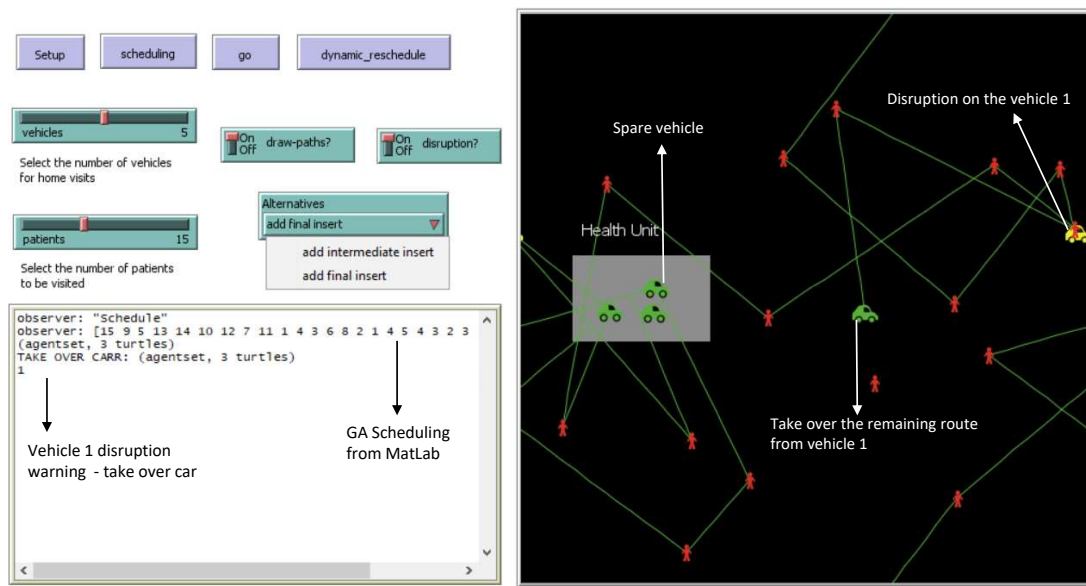 Setup
scheduling
go
dynamic_reschedule
vehicles 5
Select the number of vehicles
for home visits
On
Off
draw-paths?
On
Off
disruption?
patients 15
Select the number of patients
to be visited
Alternatives
add final insert
add intermediate insert
add final insert
observer: "Schedule"
observer: [15 9 5 13 14 10 12 7 11 1 4 3 6 8 2 1 4 5 4 3 2 3
(agentset, 3 turtles)
TAKE OVER CARR: (agentset, 3 turtles)
1
Vehicle 1 disruption
warning - take over car
GA Scheduling
from MatLab
Spare vehicle
Disruption on the vehicle 1
Health Unit
Take over the remaining route
from vehicle 1